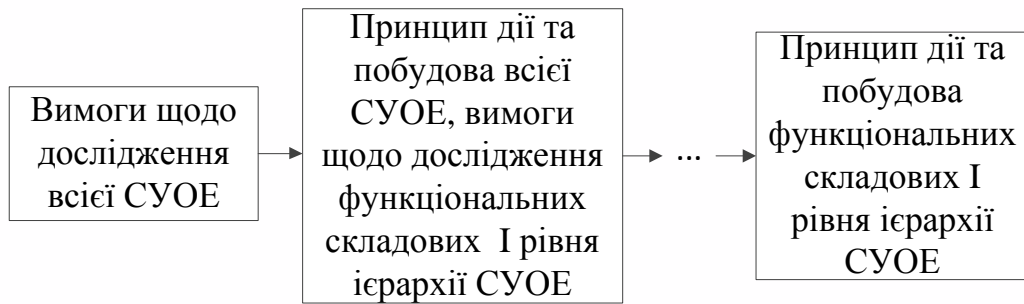 Вимоги щодо
дослідження
всієї СУОЕ
Принцип дії та
побудова всієї
СУОЕ, вимоги
щодо дослідження
функціональних
складових І рівня
ієрархії СУОЕ
...
Принцип дії та
побудова
функціональних
складових І
рівня ієрархії
СУОЕ